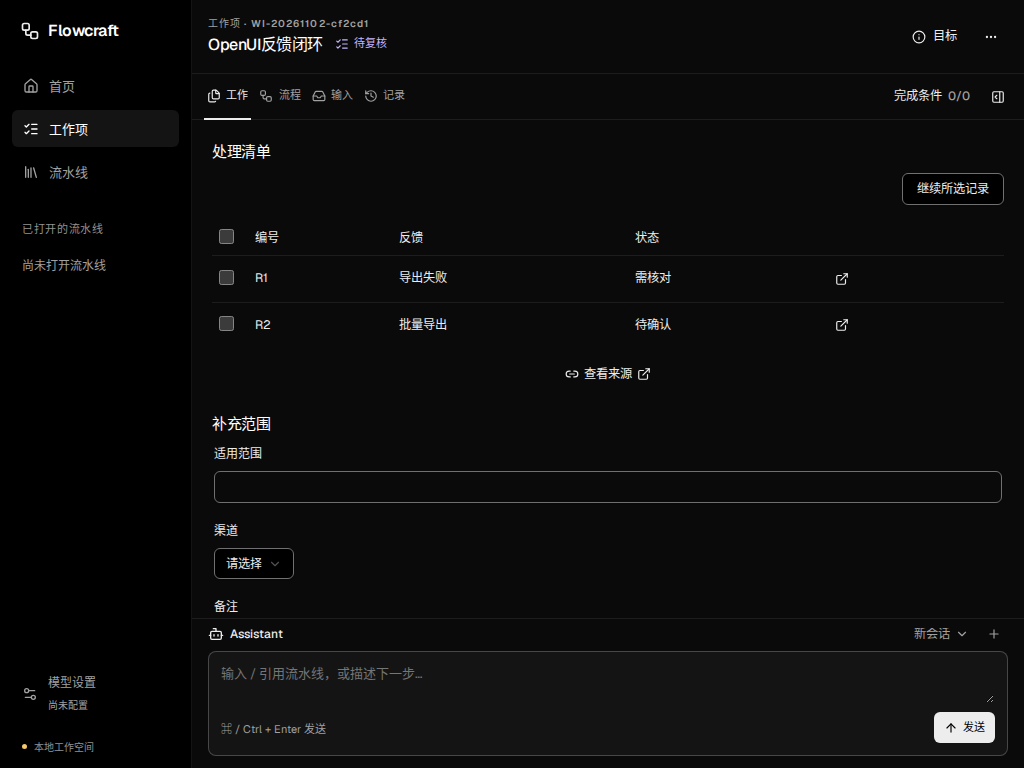 Flowcraft
首页
工作项
流水线
已打开的流水线
尚未打开流水线
模型设置
尚未配置
本地工作空间
工作项 · WI-20261102-cf2cd1
OpenUI反馈闭环 待复核
目标
工作 流程 输入 记录
完成条件 0/0
处理清单
继续所选记录
编号 反馈 状态
R1 导出失败 需核对
R2 批量导出 待确认
查看来源
补充范围
适用范围
渠道
请选择
备注
Assistant
新会话
输入 / 引用流水线，或描述下一步…
⌘ / Ctrl + Enter 发送
发送